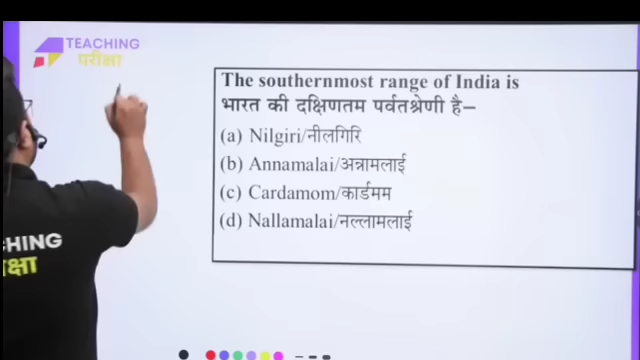 TEACHING
परीक्षा
The southernmost range of India is
भारत की दक्षिणतम पर्वतश्रेणी है–
(a) Nilgiri/नीलगिरि
(b) Annamalai/अन्नामलाई
(c) Cardamom/कार्डमम
(d) Nallamalai/नल्लामलाई
CHING
क्षा